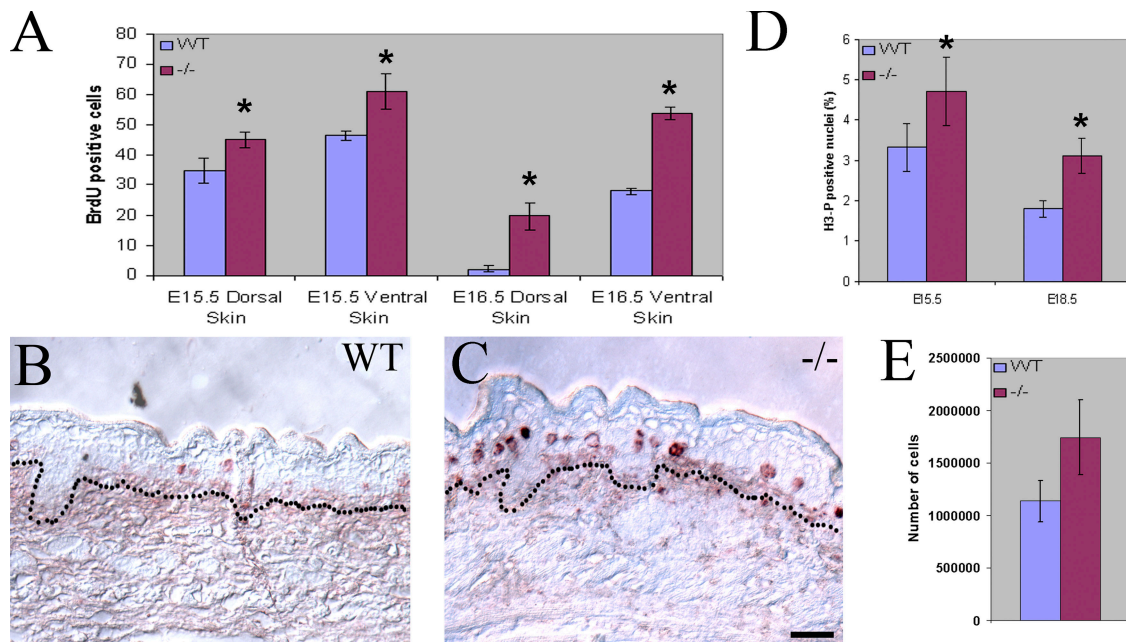 A
80
70
60
50
40
30
20
10
0
BrdU positive cells
WT
-/-
*
*
*
*
E15.5 Dorsal Skin
E15.5 Ventral Skin
E16.5 Dorsal Skin
E16.5 Ventral Skin
D
6
5
4
3
2
1
0
H3-P positive nuclei (%)
WT
-/-
*
*
E15.5
E18.5
B
WT
C
-/-
E
2500000
2000000
1500000
1000000
500000
0
Number of cells
WT
-/-